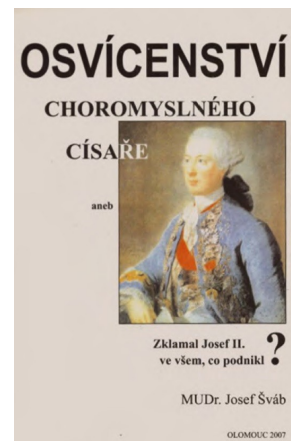 OSVÍCENSTVÍ
CHOROMYSLNÉHO
CÍSAŘE
aneb
Zklamal Josef II.
ve všem, co podnikl ?
MUDr. Josef Šváb
OLOMOUC 2007